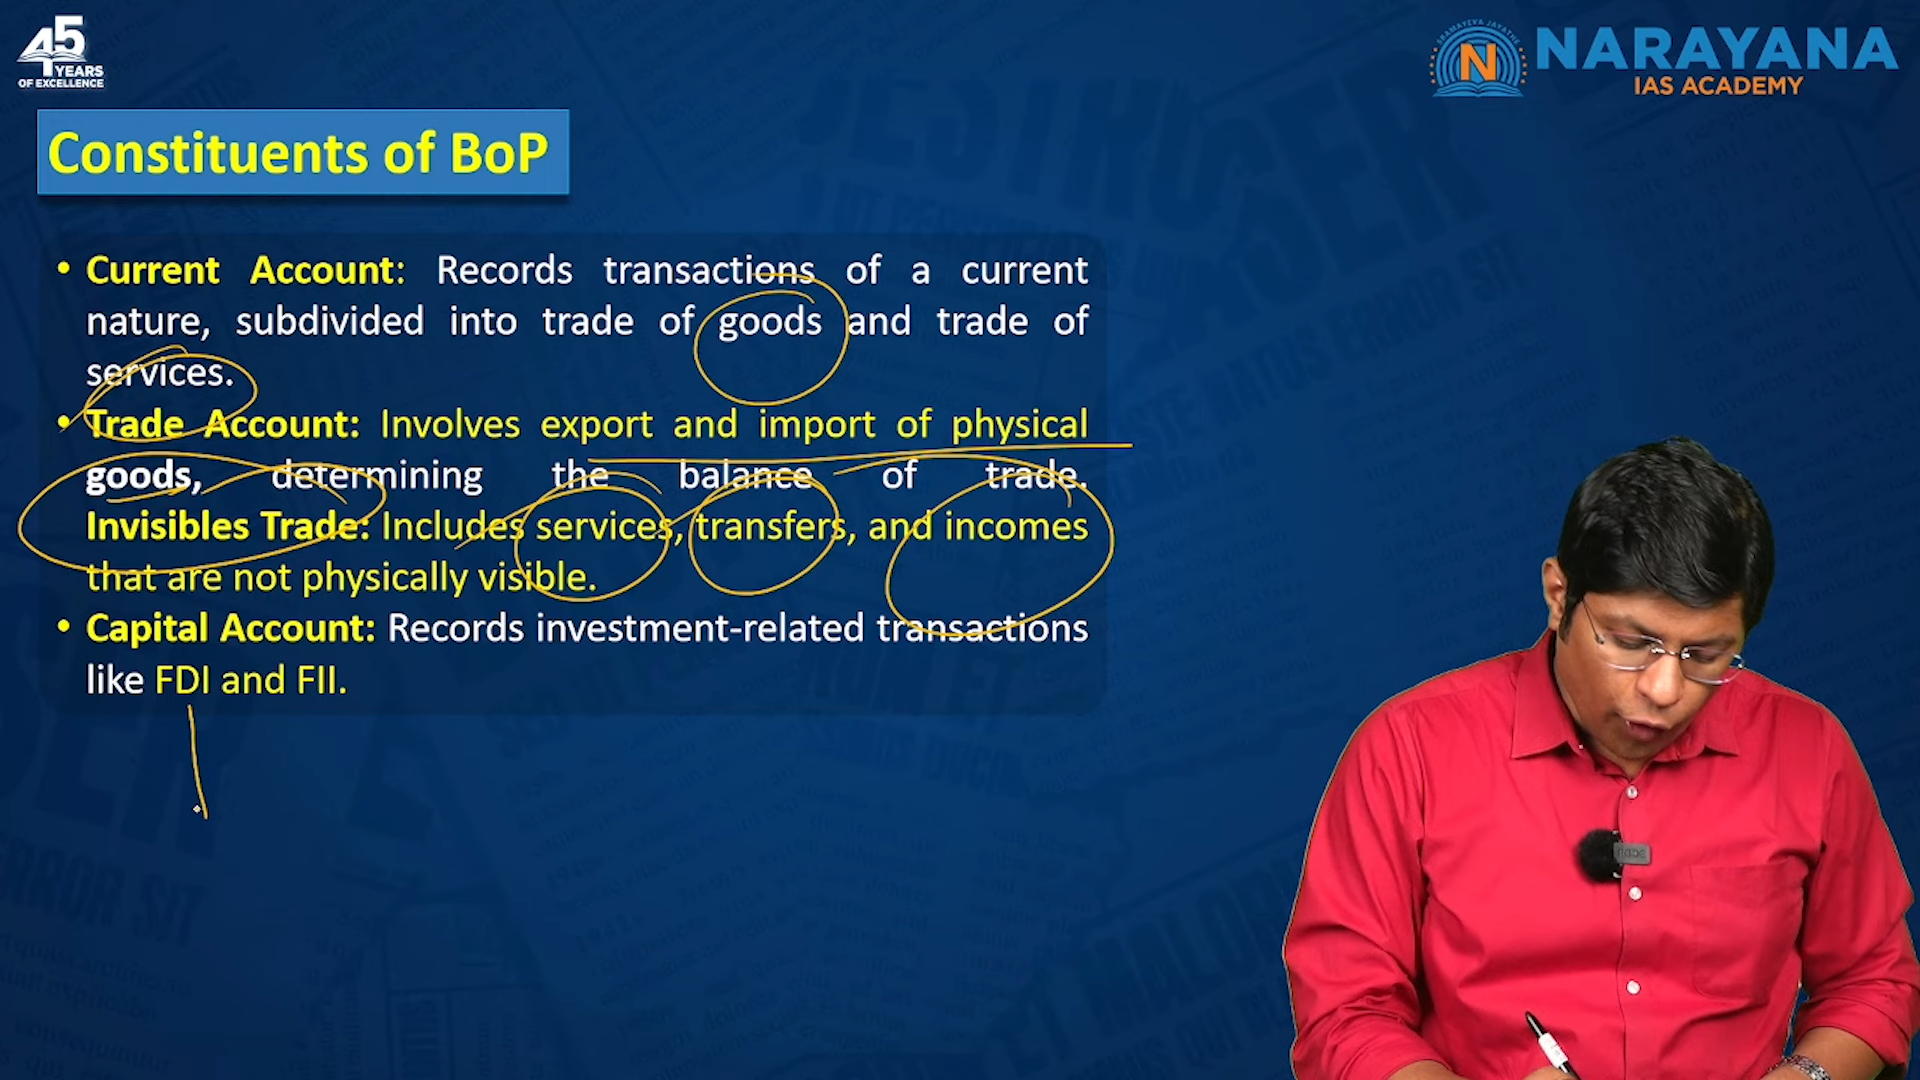 45
YEARS
OF EXCELLENCE
NARAYANA
IAS ACADEMY
Constituents of BoP
• Current Account: Records transactions of a current
nature, subdivided into trade of goods and trade of
services.
• Trade Account: Involves export and import of physical
goods, determining the balance of trade.
Invisibles Trade: Includes services, transfers, and incomes
that are not physically visible.
• Capital Account: Records investment-related transactions
like FDI and FII.